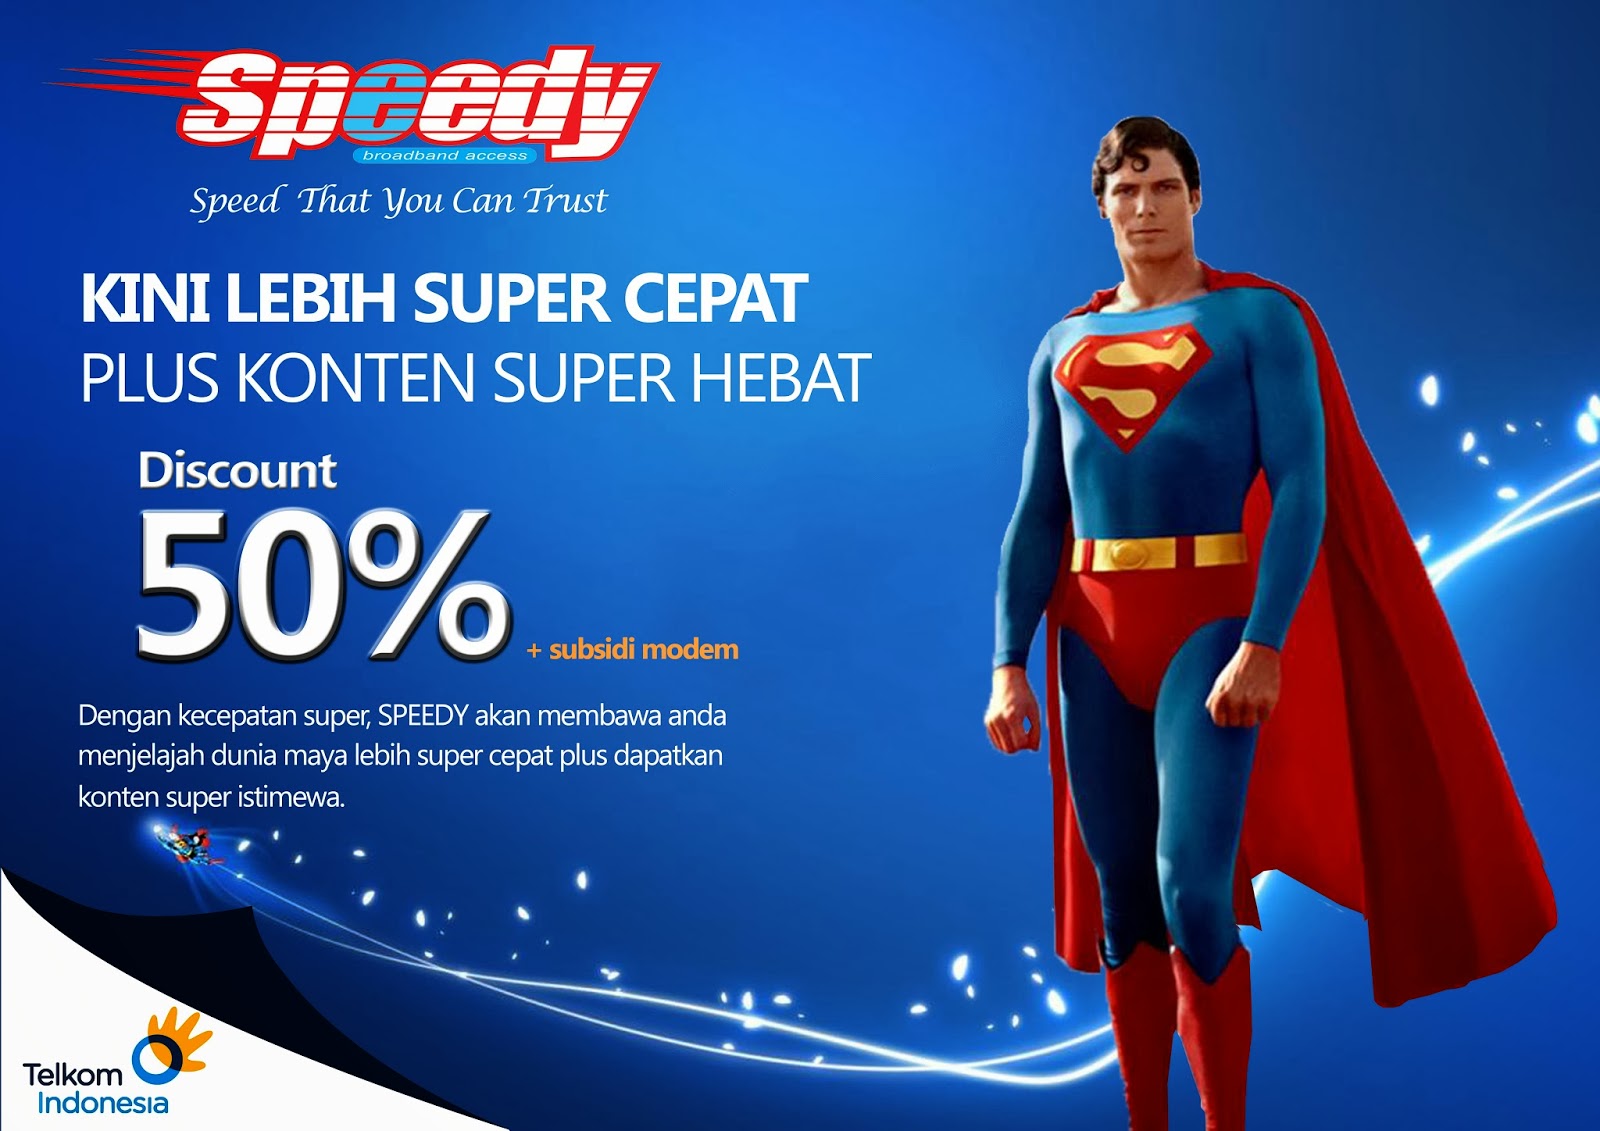 Speedy
broadband access
Speed That You Can Trust
KINI LEBIH SUPER CEPAT
PLUS KONTEN SUPER HEBAT
Discount
50%
+ subsidi modem
Dengan kecepatan super, SPEEDY akan membawa anda
menjelajah dunia maya lebih super cepat plus dapatkan
konten super istimewa.
S
Telkom
Indonesia